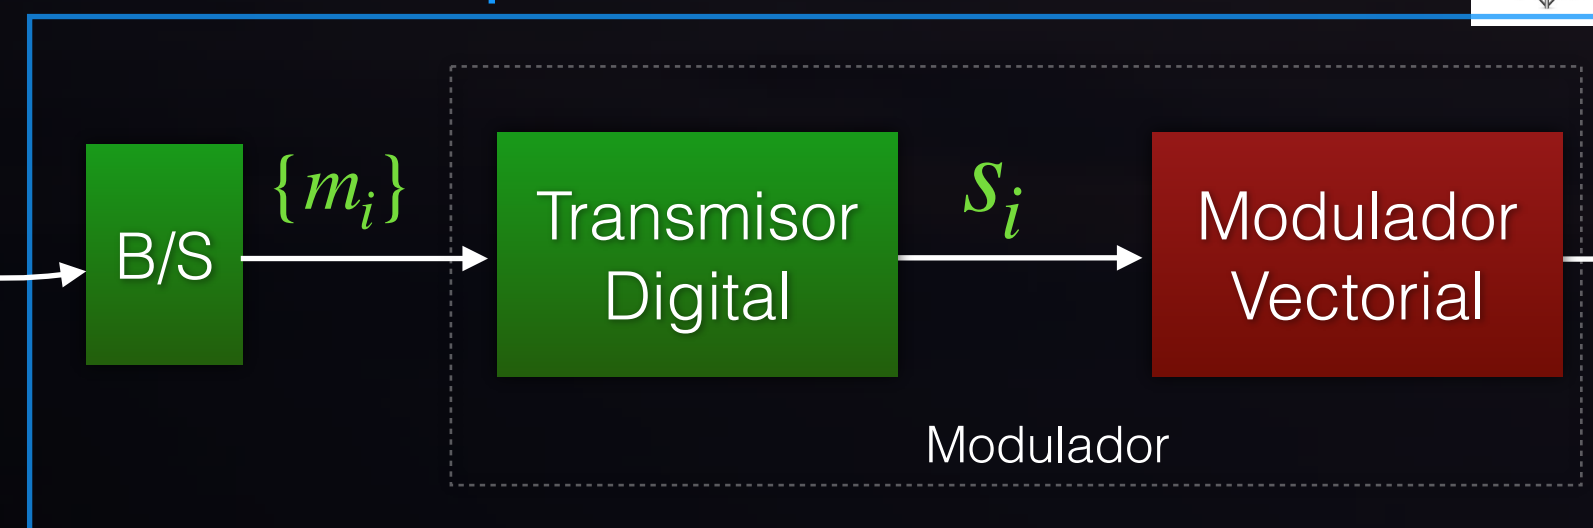 B/S
{m_i}
Transmisor
Digital
s_i
Modulador
Vectorial
Modulador